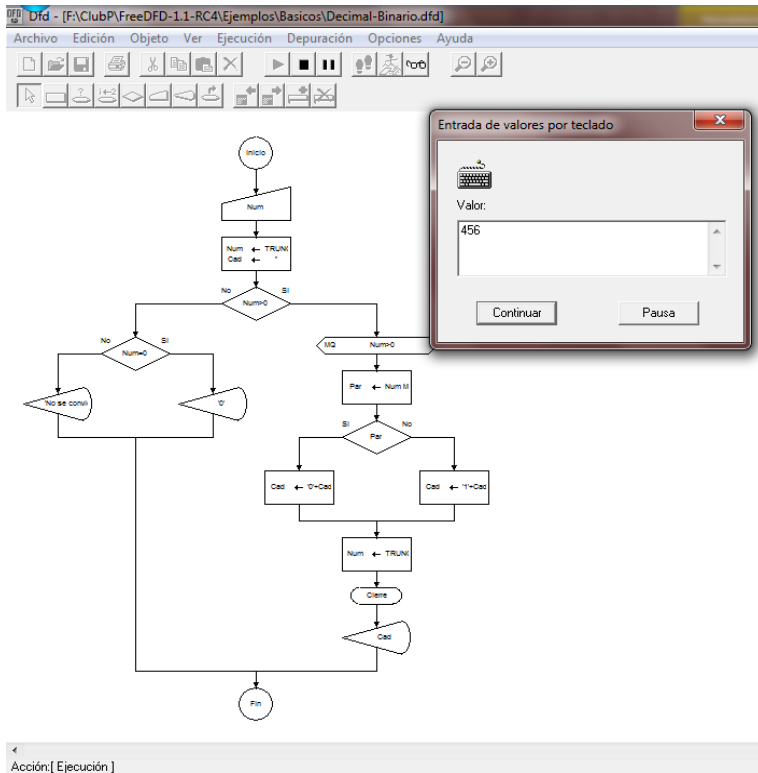 Dfd - [F:\ClubP\FreeDFD-1.1-RC4\Ejemplos\Basicos\Decimal-Binario.dfd]
Archivo Edición Objeto Ver Ejecución Depuración Opciones Ayuda
Entrada de valores por teclado
Valor:
456
Continuar Pausa
Inicio
Num
Num ← TRUN
Cad ← '
No Si
Num>0
No Si
Num=0
'No se convi
'0'
MQ Num>0
Par ← Num M
Si No
Par
Cad ← '0'+Cad
Cad ← '1'+Cad
Num ← TRUN
Cierre
Cad
Fin
Acción:[ Ejecución ]